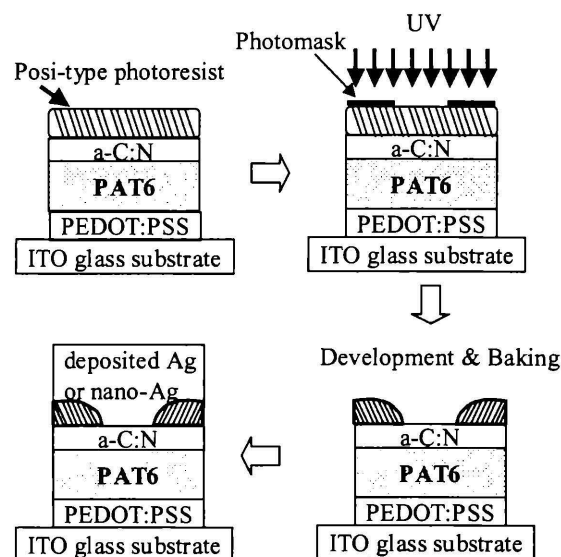 Posi-type photoresist
a-C:N
PAT6
PEDOT:PSS
ITO glass substrate
UV
Photomask
a-C:N
PAT6
PEDOT:PSS
ITO glass substrate
Development & Baking
a-C:N
PAT6
PEDOT:PSS
ITO glass substrate
deposited Ag
or nano-Ag
a-C:N
PAT6
PEDOT:PSS
ITO glass substrate